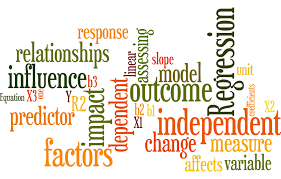 response
relationships
assessing
linear
slope
Regression
influence
b3
model
unit
outcome
Equation
X3
one
Y
R2
impact
dependent
b2
b1
X1
coefficients
X2
predictor
independent
factors
change
measure
affects
variable